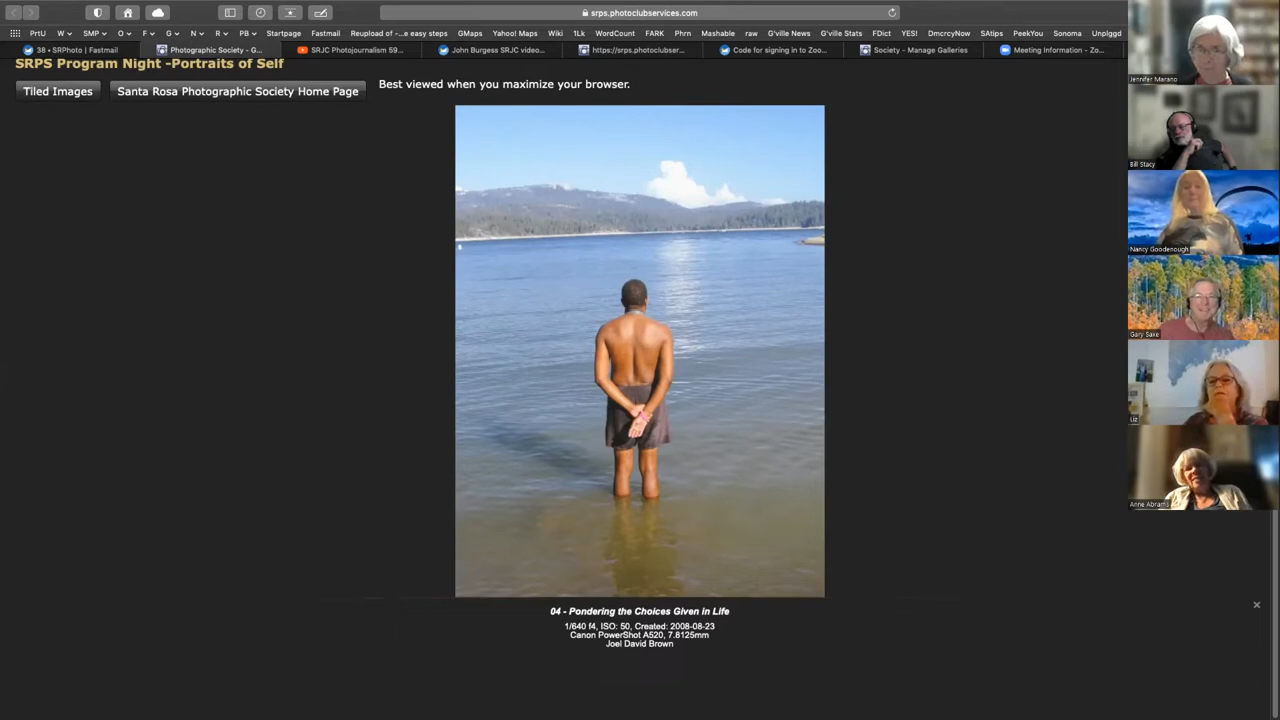 srps.photoclubservices.com
PrtU W SMP O F G N R PB Startpage Fastmail Reupload of -...e easy steps GMaps Yahoo! Maps Wiki 1Lk WordCount FARK Phrn Mashable raw G'ville News G'ville Stats FDict YES! DmcrcyNow SAtips PeekYou Sonoma Unplggd
38 • SRPhoto | Fastmail
Photographic Society - G...
SRJC Photojournalism 59...
John Burgess SRJC video...
https://srps.photoclubser...
Code for signing in to Zoo...
Society - Manage Galleries
Meeting Information - Zo...
SRPS Program Night -Portraits of Self
Tiled Images
Santa Rosa Photographic Society Home Page
Best viewed when you maximize your browser.
04 - Pondering the Choices Given in Life
1/640 f4, ISO: 50, Created: 2008-08-23
Canon PowerShot A520, 7.8125mm
Joel David Brown
Jennifer Marano
Bill Stacy
Nancy Goodenough
Gary Saxe
Liz
Anne Abrams